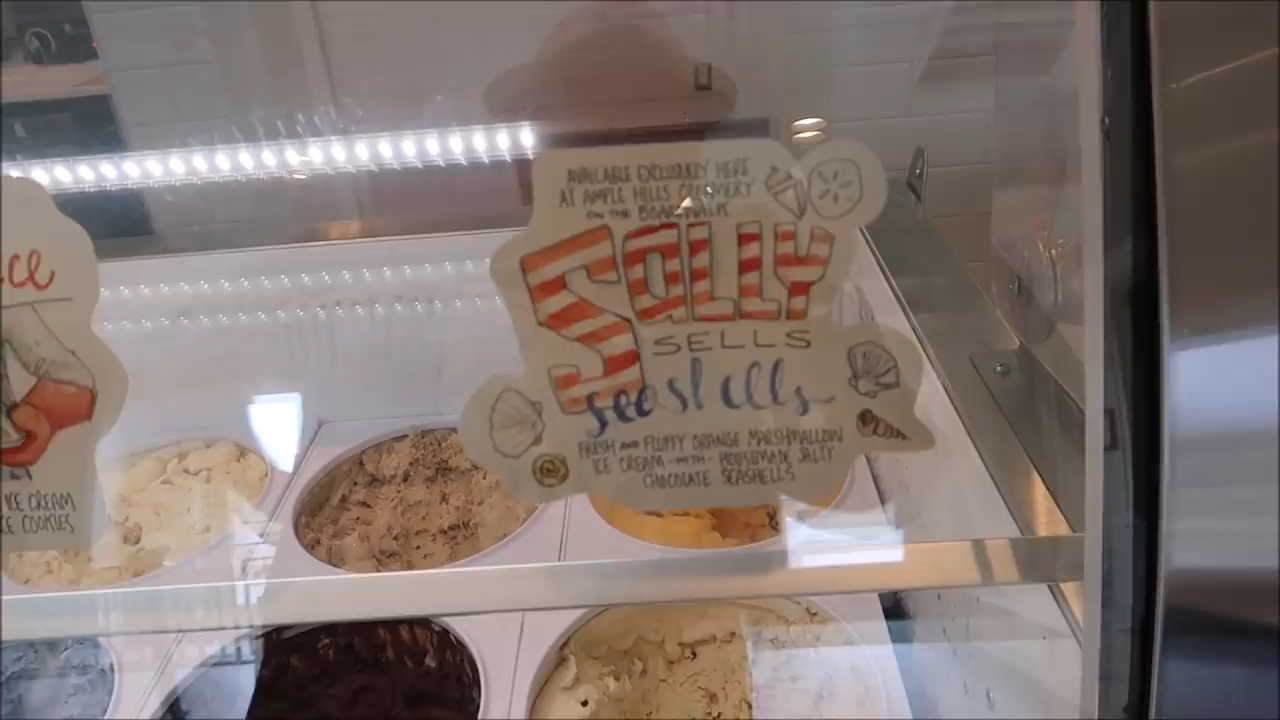 AVAILABLE EXCLUSIVELY HERE
AT AMPLE HILLS CREAMERY
ON THE BOARDWALK
SALLY
SELLS
seashells
FRESH AND FLUFFY ORANGE MARSHMALLOW
ICE CREAM -WITH- HOUSEMADE SALTY
CHOCOLATE SEASHELLS
ICE CREAM
COOKIES